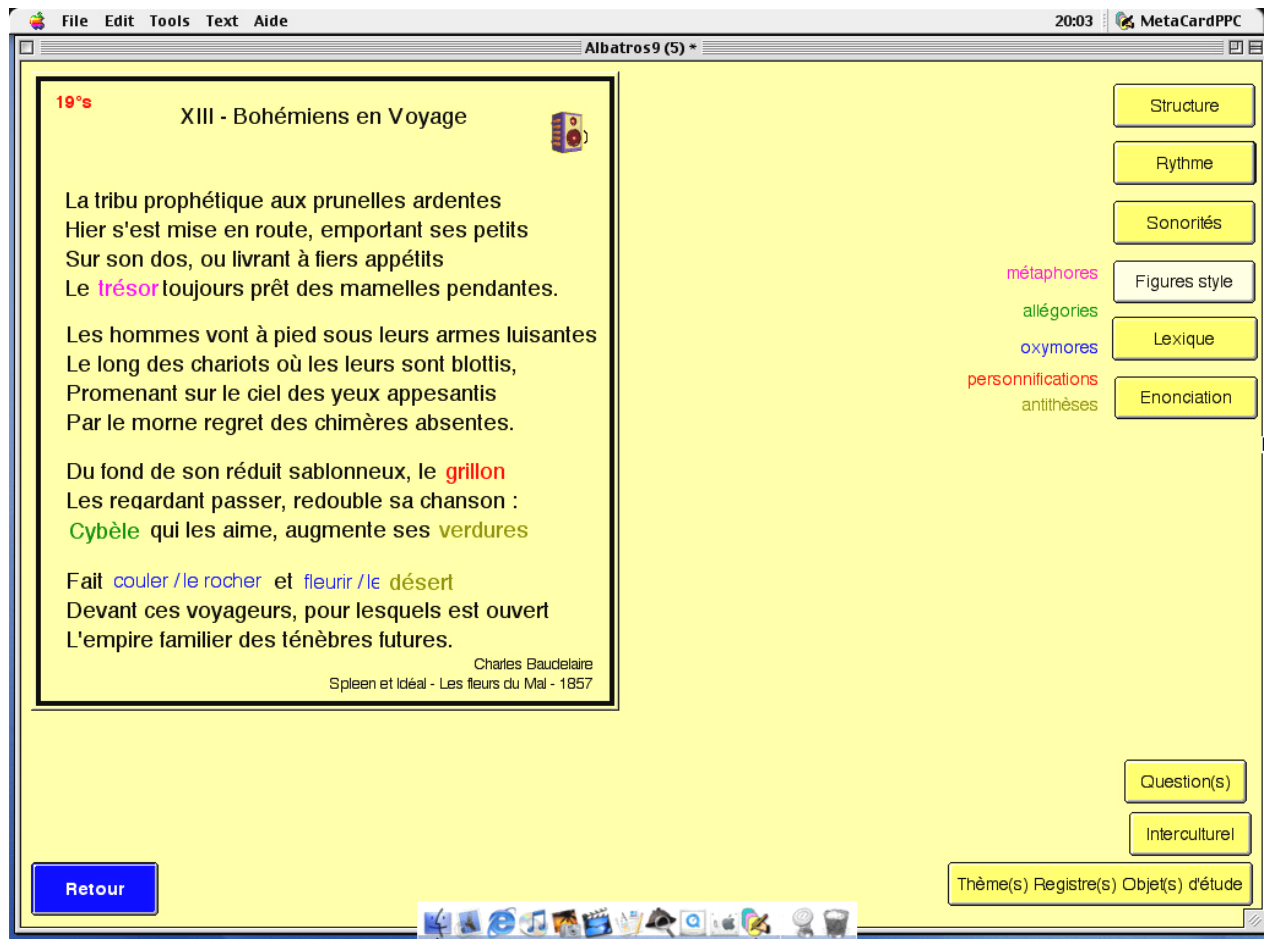 File Edit Tools Text Aide
20:03 MetaCardPPC
Albatros9 (5) *
19°s
XIII - Bohémiens en Voyage
La tribu prophétique aux prunelles ardentes
Hier s'est mise en route, emportant ses petits
Sur son dos, ou livrant à fiers appétits
Le trésor toujours prêt des mamelles pendantes.
Les hommes vont à pied sous leurs armes luisantes
Le long des chariots où les leurs sont blottis,
Promenant sur le ciel des yeux appesantis
Par le morne regret des chimères absentes.
Du fond de son réduit sablonneux, le grillon
Les regardant passer, redouble sa chanson :
Cybèle qui les aime, augmente ses verdures
Fait couler / le rocher et fleurir / le désert
Devant ces voyageurs, pour lesquels est ouvert
L'empire familier des ténèbres futures.
Charles Baudelaire
Spleen et Idéal - Les fleurs du Mal - 1857
Structure
Rythme
Sonorités
métaphores
Figures style
allégories
Lexique
oxymores
personnifications
Enonciation
antithèses
Question(s)
Interculturel
Thème(s) Registre(s) Objet(s) d'étude
Retour